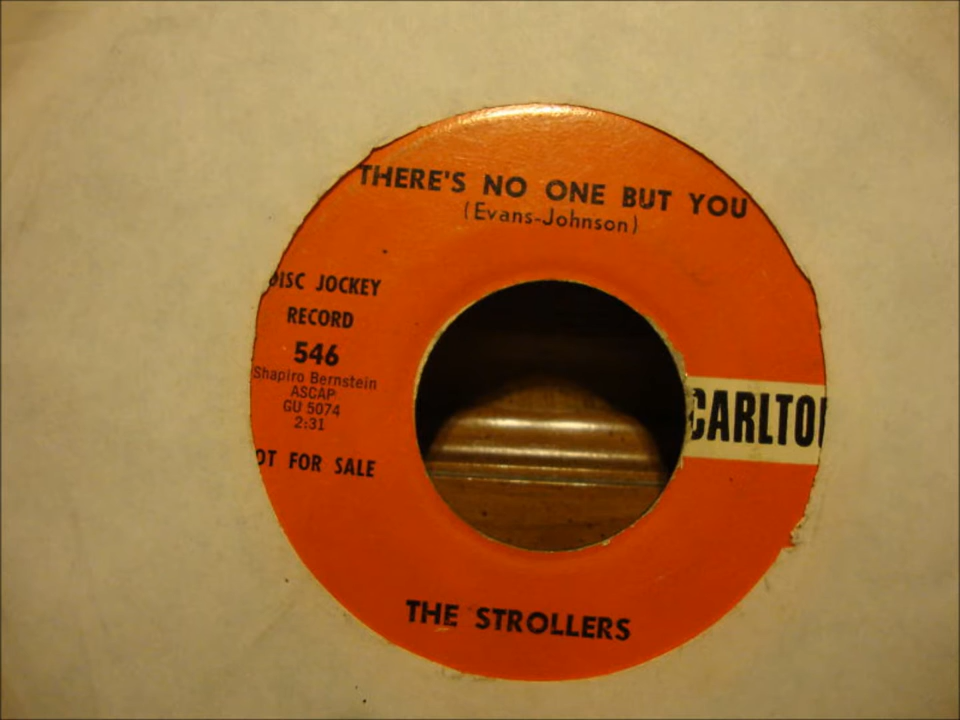 THERE'S NO ONE BUT YOU
(Evans-Johnson)
DISC JOCKEY
RECORD
546
Shapiro Bernstein
ASCAP
GU 5074
2:31
OT FOR SALE
CARLTO
THE STROLLERS